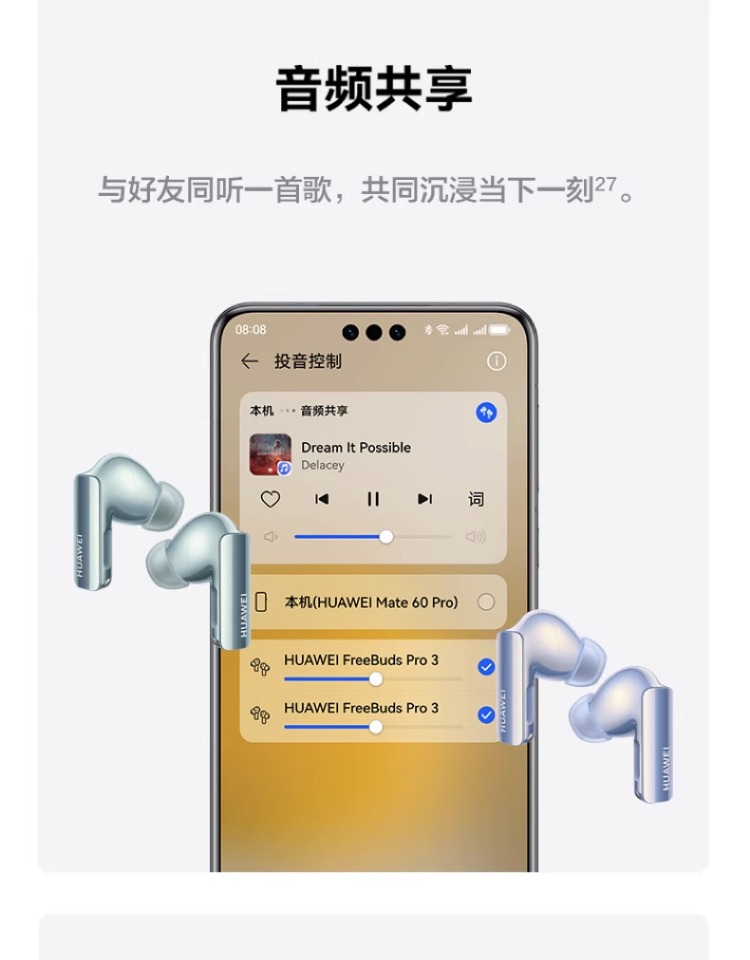 音频共享
与好友同听一首歌，共同沉浸当下一刻27。
08:08
投音控制
本机 音频共享
Dream It Possible
Delacey
词
本机(HUAWEI Mate 60 Pro)
HUAWEI FreeBuds Pro 3
HUAWEI FreeBuds Pro 3
HUAWEI
HUAWEI
HUAWEI
HUAWEI